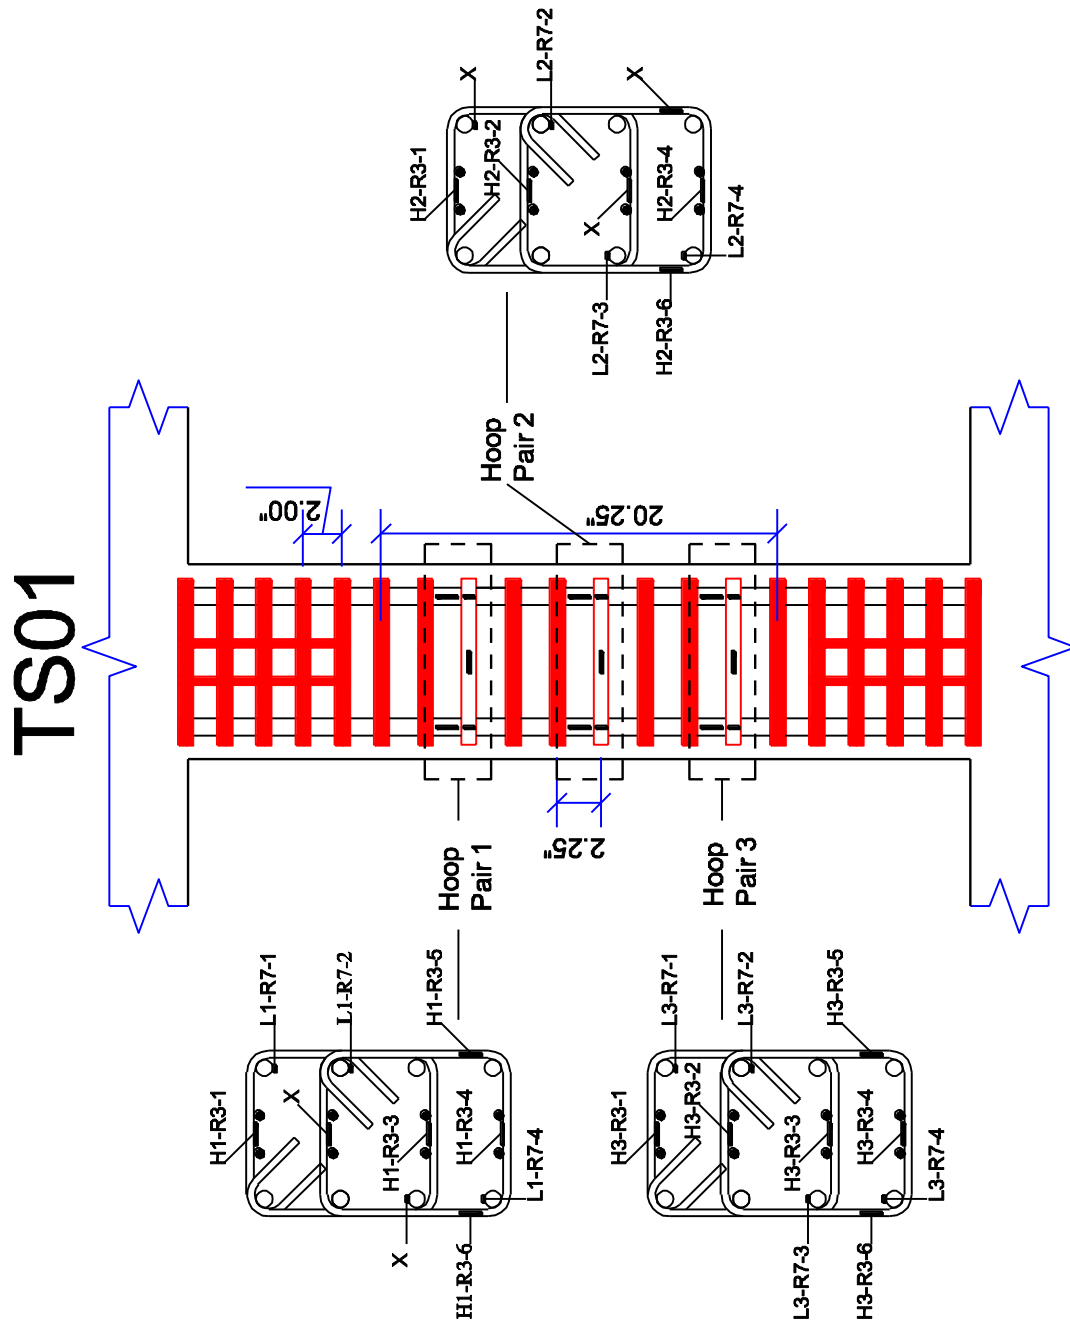 TS01
X
L2-R7-2
X
H2-R3-1
H2-R3-2
X
H2-R3-4
L2-R7-4
L2-R7-3
H2-R3-6
Hoop
Pair 2
2.00"
20.25"
2.25"
Hoop
Pair 1
Hoop
Pair 3
L1-R7-1
L1-R7-2
H1-R3-5
H1-R3-1
X
H1-R3-3
H1-R3-4
L1-R7-4
X
H1-R3-6
L3-R7-1
L3-R7-2
H3-R3-5
H3-R3-1
H3-R3-2
H3-R3-3
H3-R3-4
L3-R7-4
L3-R7-3
H3-R3-6